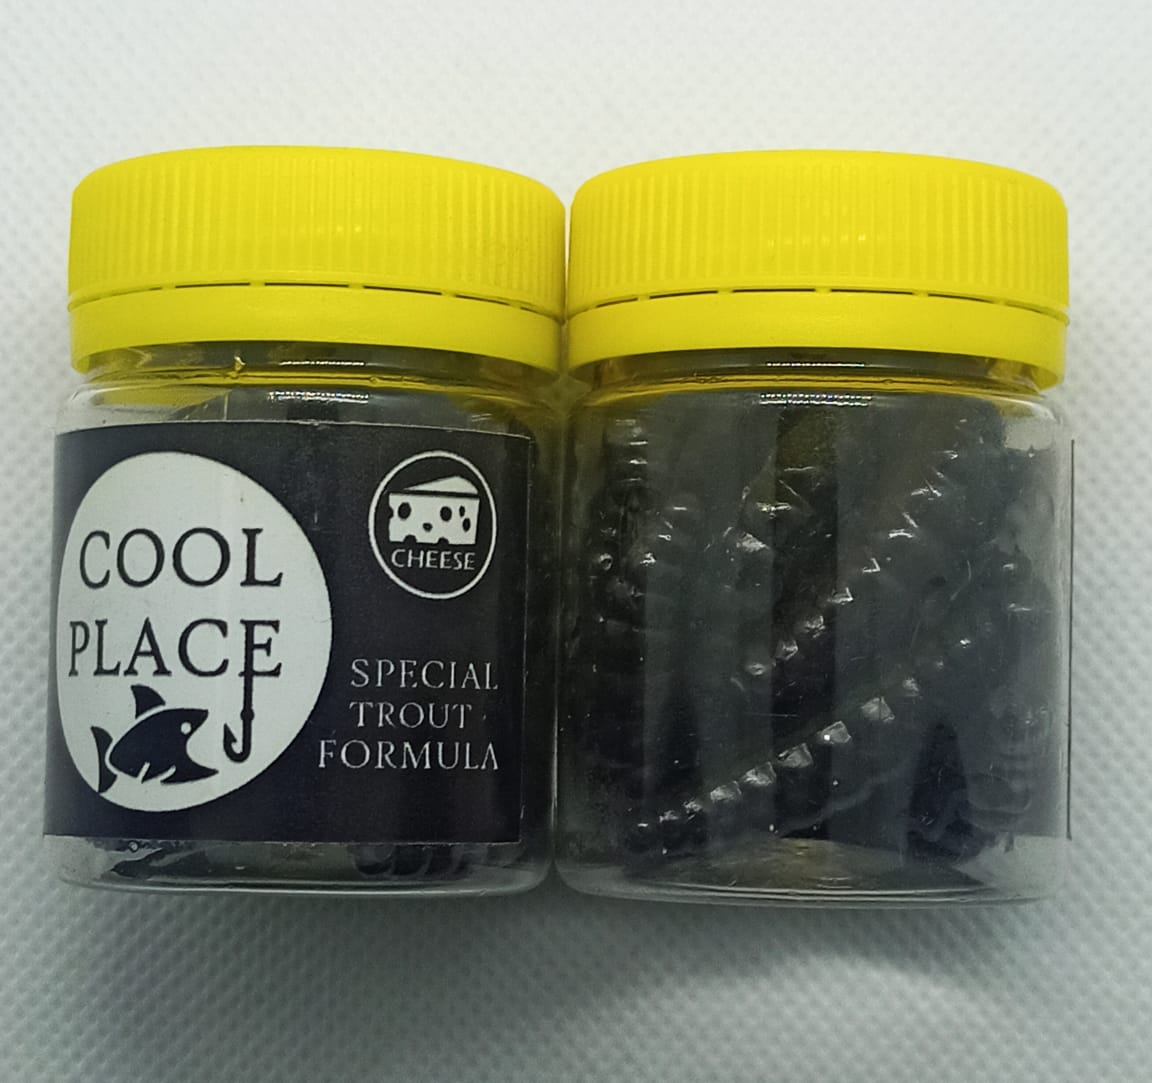 COOL
PLACE
CHEESE
SPECIAL
TROUT
FORMULA